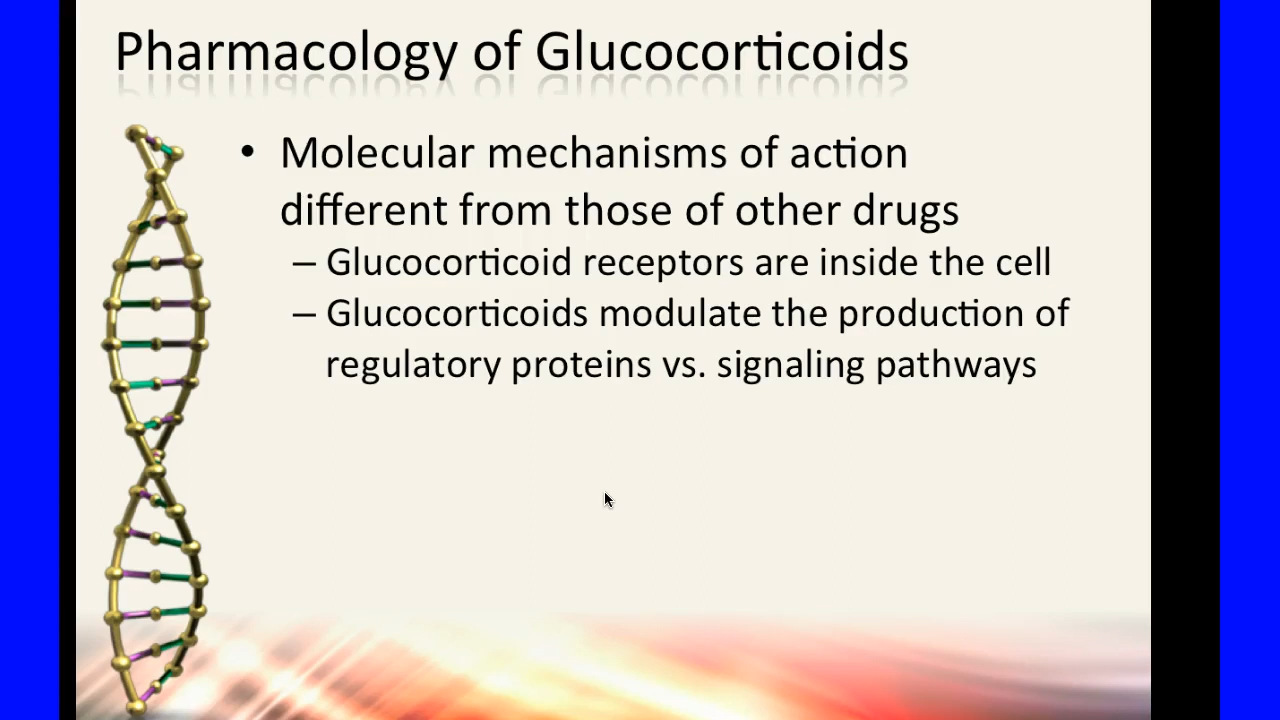 Pharmacology of Glucocorticoids
• Molecular mechanisms of action
different from those of other drugs
– Glucocorticoid receptors are inside the cell
– Glucocorticoids modulate the production of
regulatory proteins vs. signaling pathways